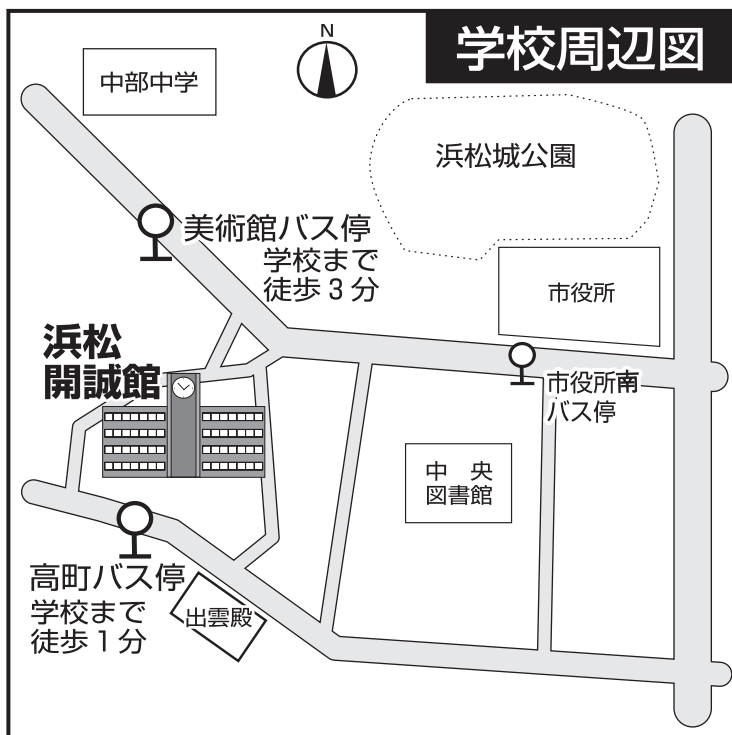 学校周辺図
N
中部中学
浜松城公園
美術館バス停
学校まで
徒歩3分
市役所
浜松
開誠館
市役所南
バス停
中　央
図書館
高町バス停
学校まで
徒歩1分
出雲殿